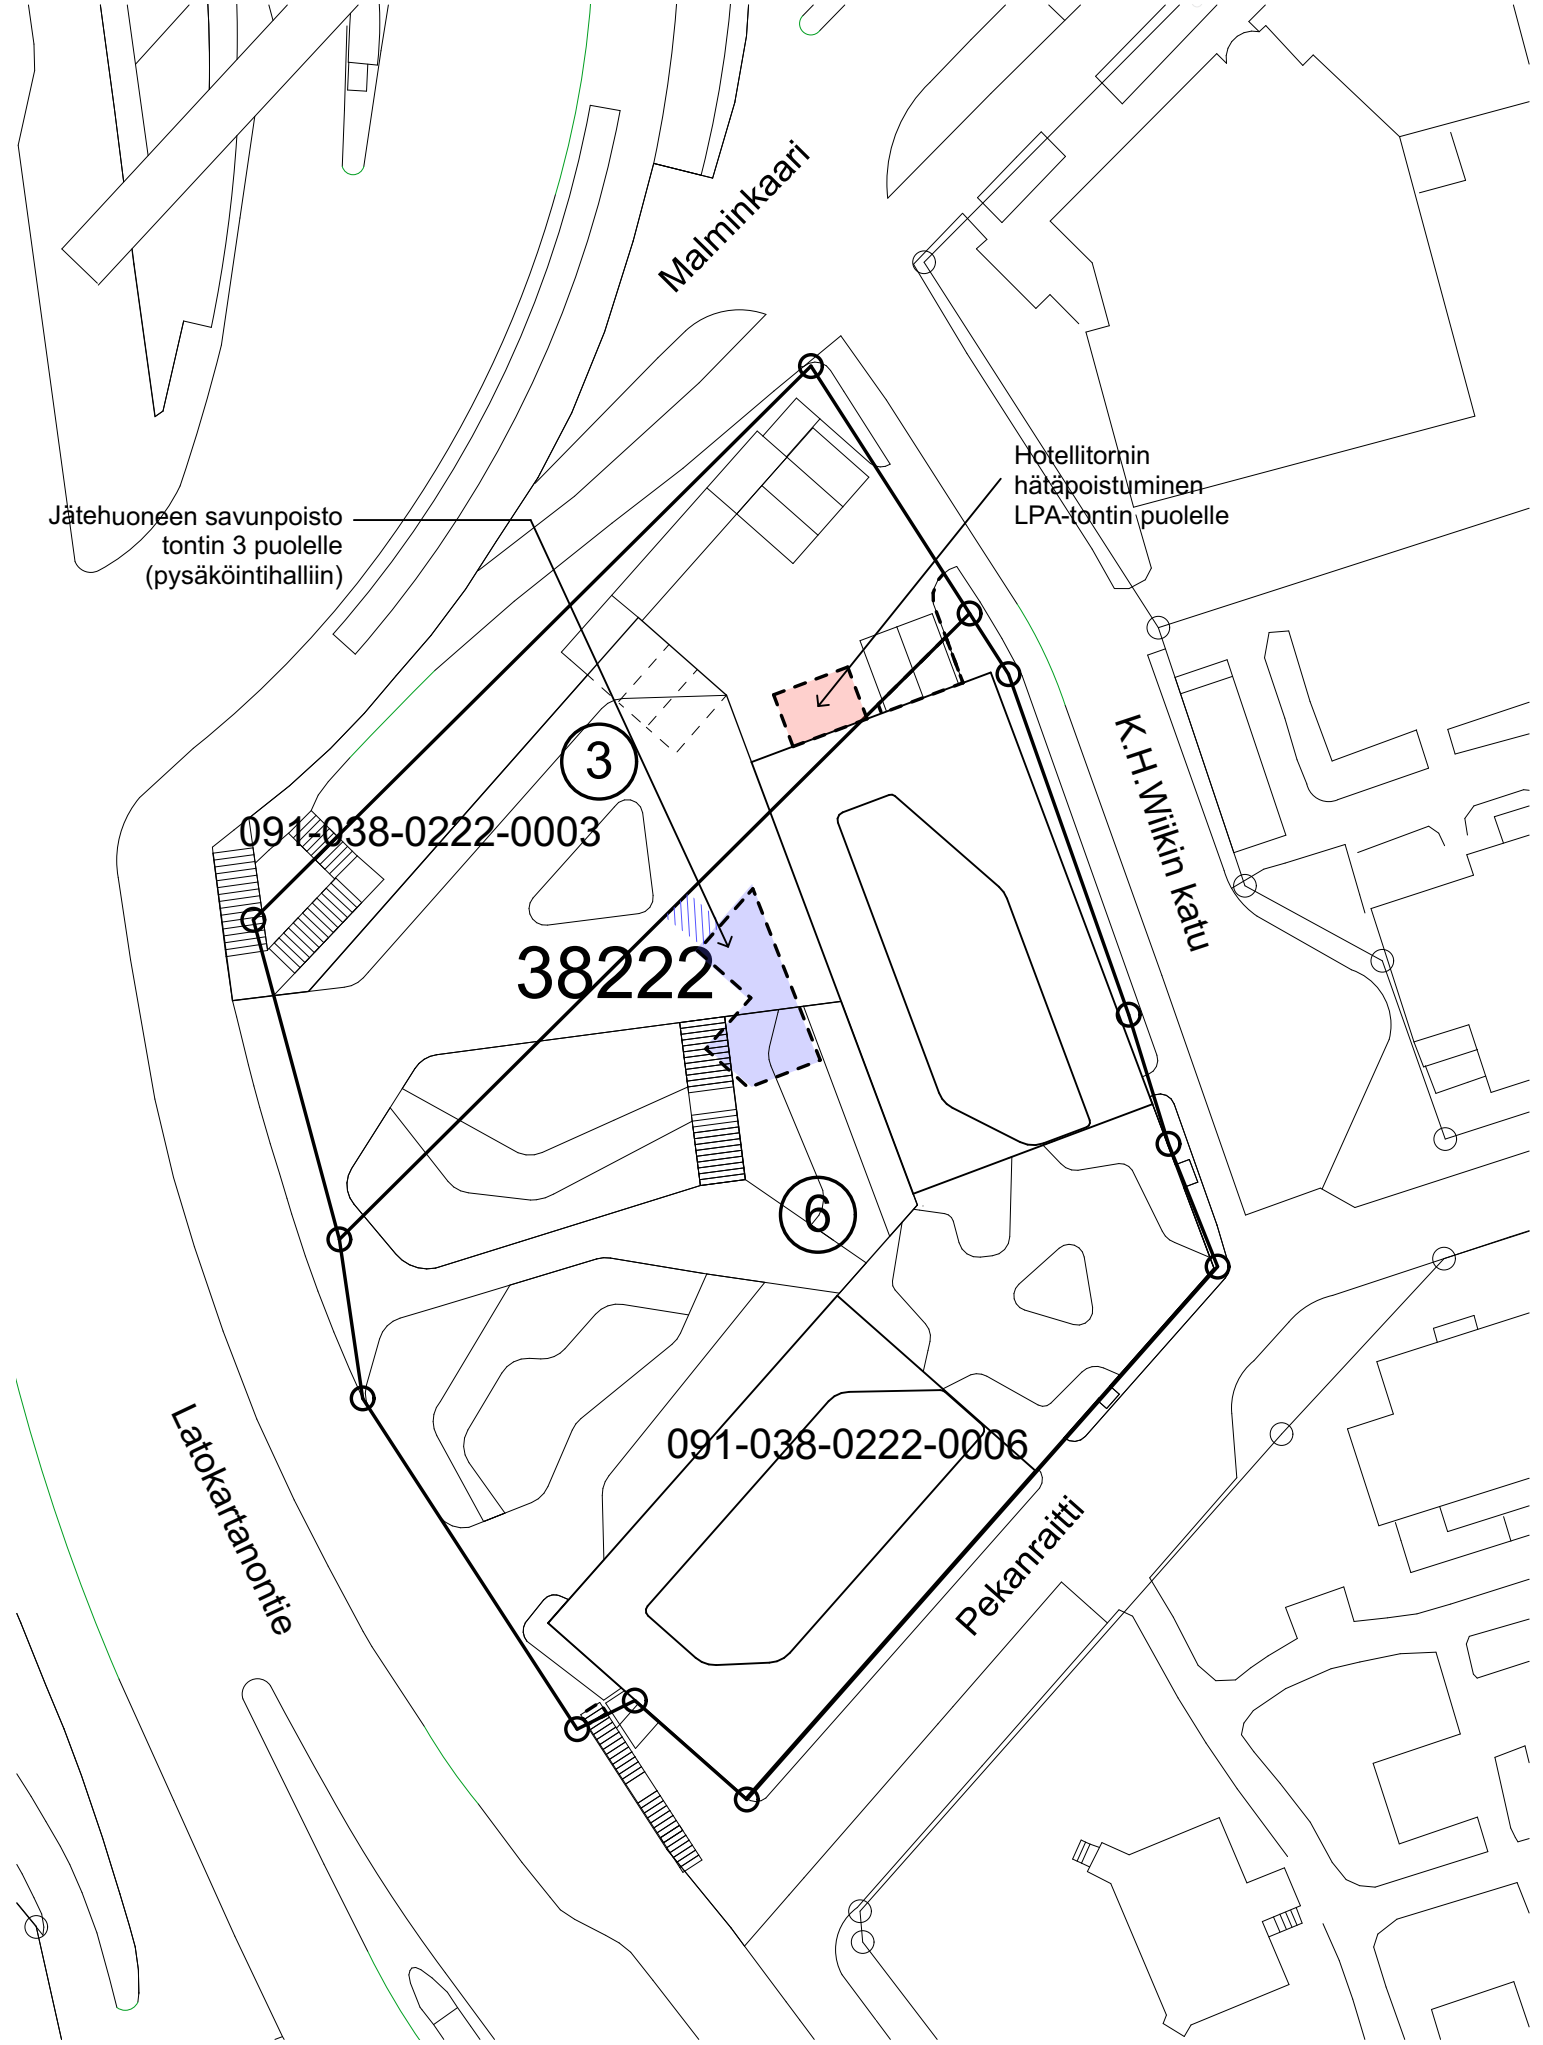 Malminkaari
Hotellitornin
hätäpoistuminen
LPA-tontin puolelle
Jätehuoneen savunpoisto
tontin 3 puolelle
(pysäköintihalliin)
3
K.H.Wiikin katu
091-038-0222-0003
38222
6
091-038-0222-0006
Latokartanontie
Pekanraitti